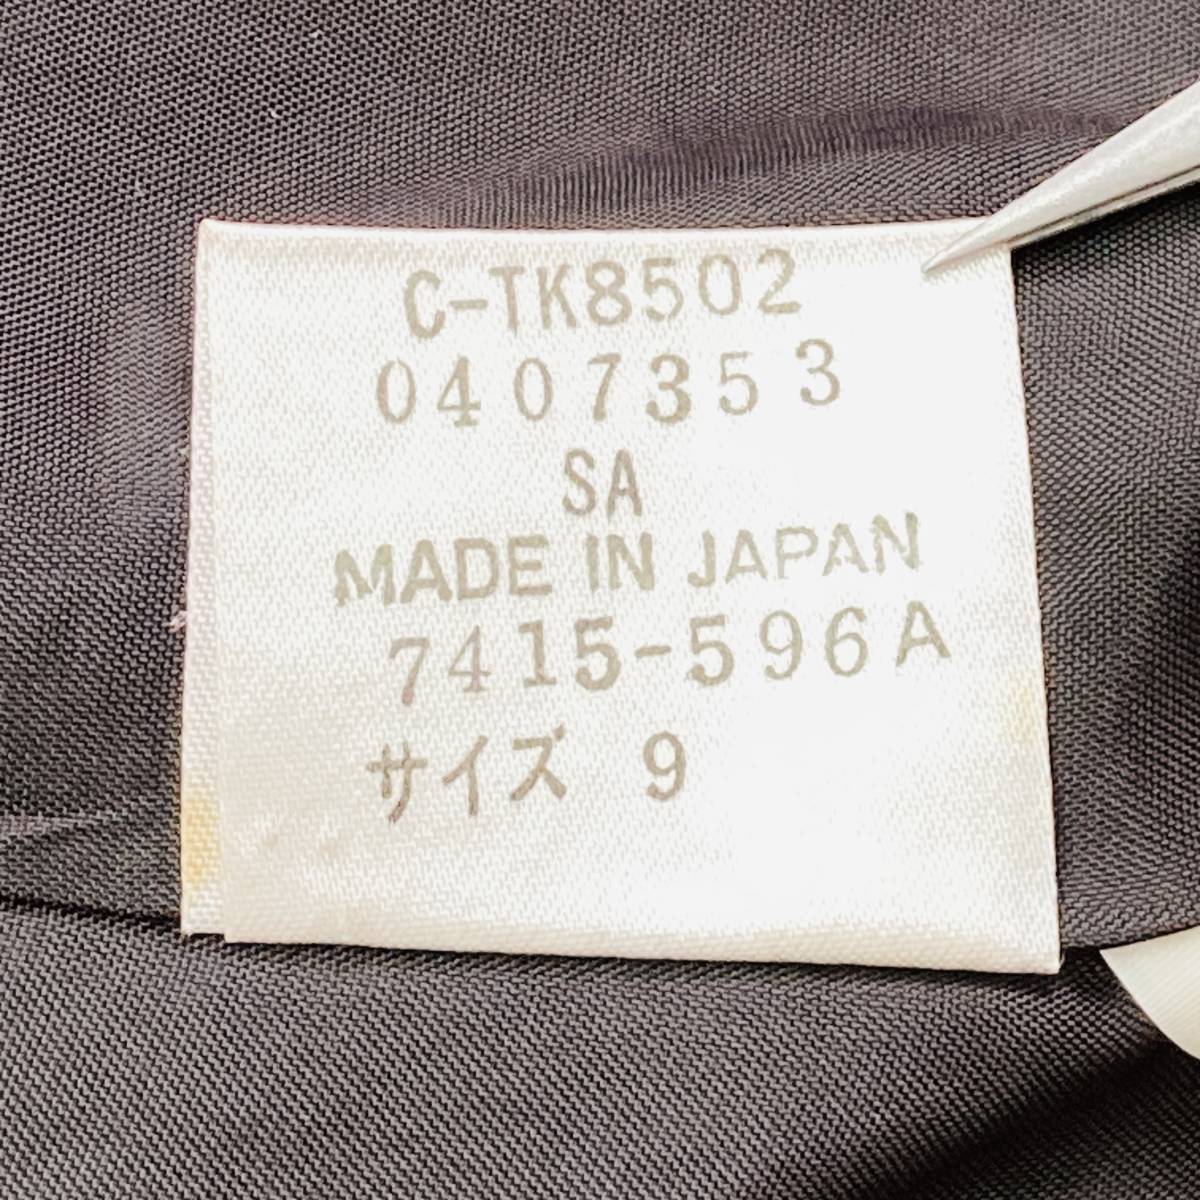 C-TK8502
0407353
SA
MADE IN JAPAN
7415-596A
サイズ 9